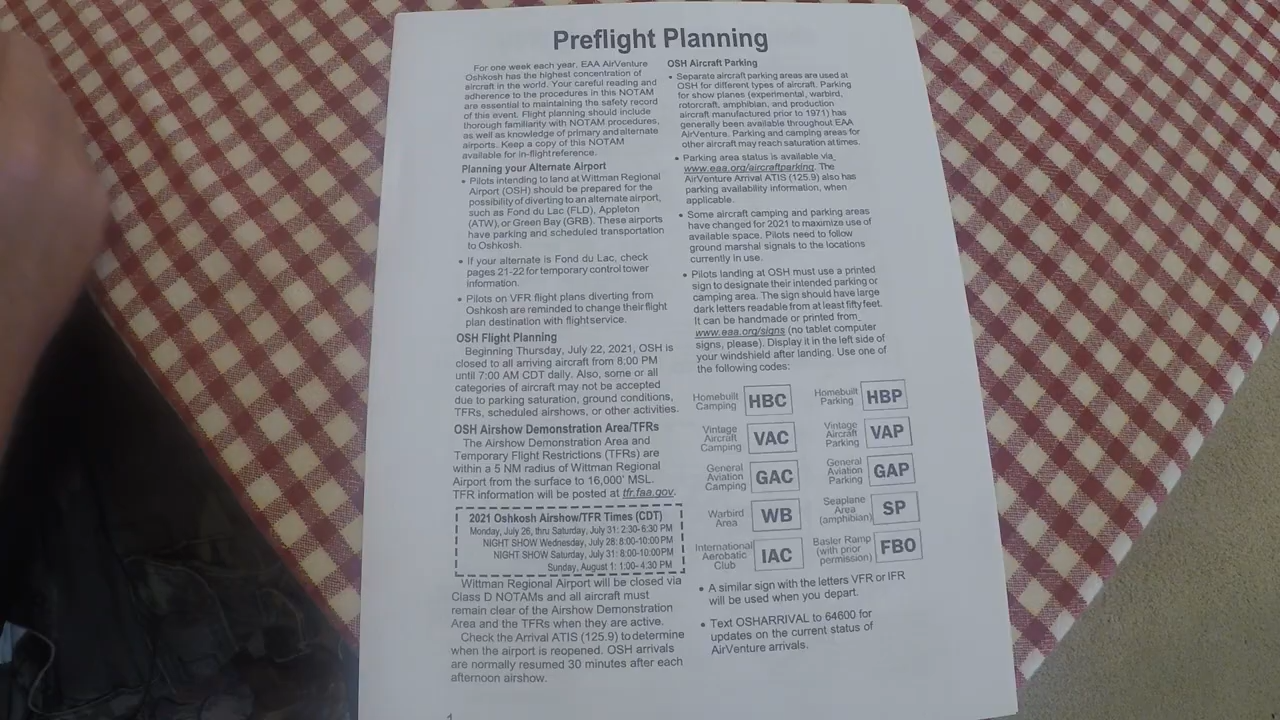 Preflight Planning
For one week each year, EAA AirVenture
Oshkosh has the highest concentration of
aircraft in the world. Your careful reading and
adherence to the procedures in this NOTAM
are essential to maintaining the safety record
of this event. Flight planning should include
thorough familiarity with NOTAM procedures,
as well as knowledge of primary and alternate
airports. Keep a copy of this NOTAM
available for in-flight reference.
Planning your Alternate Airport
• Pilots intending to land at Wittman Regional
Airport (OSH) should be prepared for the
possibility of diverting to an alternate airport,
such as Fond du Lac (FLD), Appleton
(ATW), or Green Bay (GRB). These airports
have parking and scheduled transportation
to Oshkosh.
• If your alternate is Fond du Lac, check
pages 21-22 for temporary control tower
information.
• Pilots on VFR flight plans diverting from
Oshkosh are reminded to change their flight
plan destination with flight service.
OSH Flight Planning
Beginning Thursday, July 22, 2021, OSH is
closed to all arriving aircraft from 8:00 PM
until 7:00 AM CDT daily. Also, some or all
categories of aircraft may not be accepted
due to parking saturation, ground conditions,
TFRs, scheduled airshows, or other activities.
OSH Airshow Demonstration Area/TFRs
The Airshow Demonstration Area and
Temporary Flight Restrictions (TFRs) are
within a 5 NM radius of Wittman Regional
Airport from the surface to 16,000' MSL.
TFR information will be posted at tfr.faa.gov.
2021 Oshkosh Airshow/TFR Times (CDT)
Monday, July 26, thru Saturday, July 31: 2:30-6:30 PM
NIGHT SHOW Wednesday, July 28: 8:00-10:00 PM
NIGHT SHOW Saturday, July 31: 8:00-10:00PM
Sunday, August 1: 1:00- 4:30 PM
Wittman Regional Airport will be closed via
Class D NOTAMs and all aircraft must
remain clear of the Airshow Demonstration
Area and the TFRs when they are active.
Check the Arrival ATIS (125.9) to determine
when the airport is reopened. OSH arrivals
are normally resumed 30 minutes after each
afternoon airshow.
OSH Aircraft Parking
• Separate aircraft parking areas are used at
OSH for different types of aircraft. Parking
for show planes (experimental, warbird,
rotorcraft, amphibian, and production
aircraft manufactured prior to 1971) has
generally been available throughout EAA
AirVenture. Parking and camping areas for
other aircraft may reach saturation at times.
• Parking area status is available via
www.eaa.org/aircraftparking. The
AirVenture Arrival ATIS (125.9) also has
parking availability information, when
applicable.
• Some aircraft camping and parking areas
have changed for 2021 to maximize use of
available space. Pilots need to follow
ground marshal signals to the locations
currently in use.
• Pilots landing at OSH must use a printed
sign to designate their intended parking or
camping area. The sign should have large
dark letters readable from at least fifty feet.
It can be handmade or printed from
www.eaa.org/signs (no tablet computer
signs, please). Display it in the left side of
your windshield after landing. Use one of
the following codes:
Homebuilt
Camping
HBC
Homebuilt
Parking
HBP
Vintage
Aircraft
Camping
VAC
Vintage
Aircraft
Parking
VAP
General
Aviation
Camping
GAC
General
Aviation
Parking
GAP
Warbird
Area
WB
Seaplane
Area
(amphibian)
SP
International
Aerobatic
Club
IAC
Basler Ramp
(with prior
permission)
FBO
• A similar sign with the letters VFR or IFR
will be used when you depart.
• Text OSHARRIVAL to 64600 for
updates on the current status of
AirVenture arrivals.